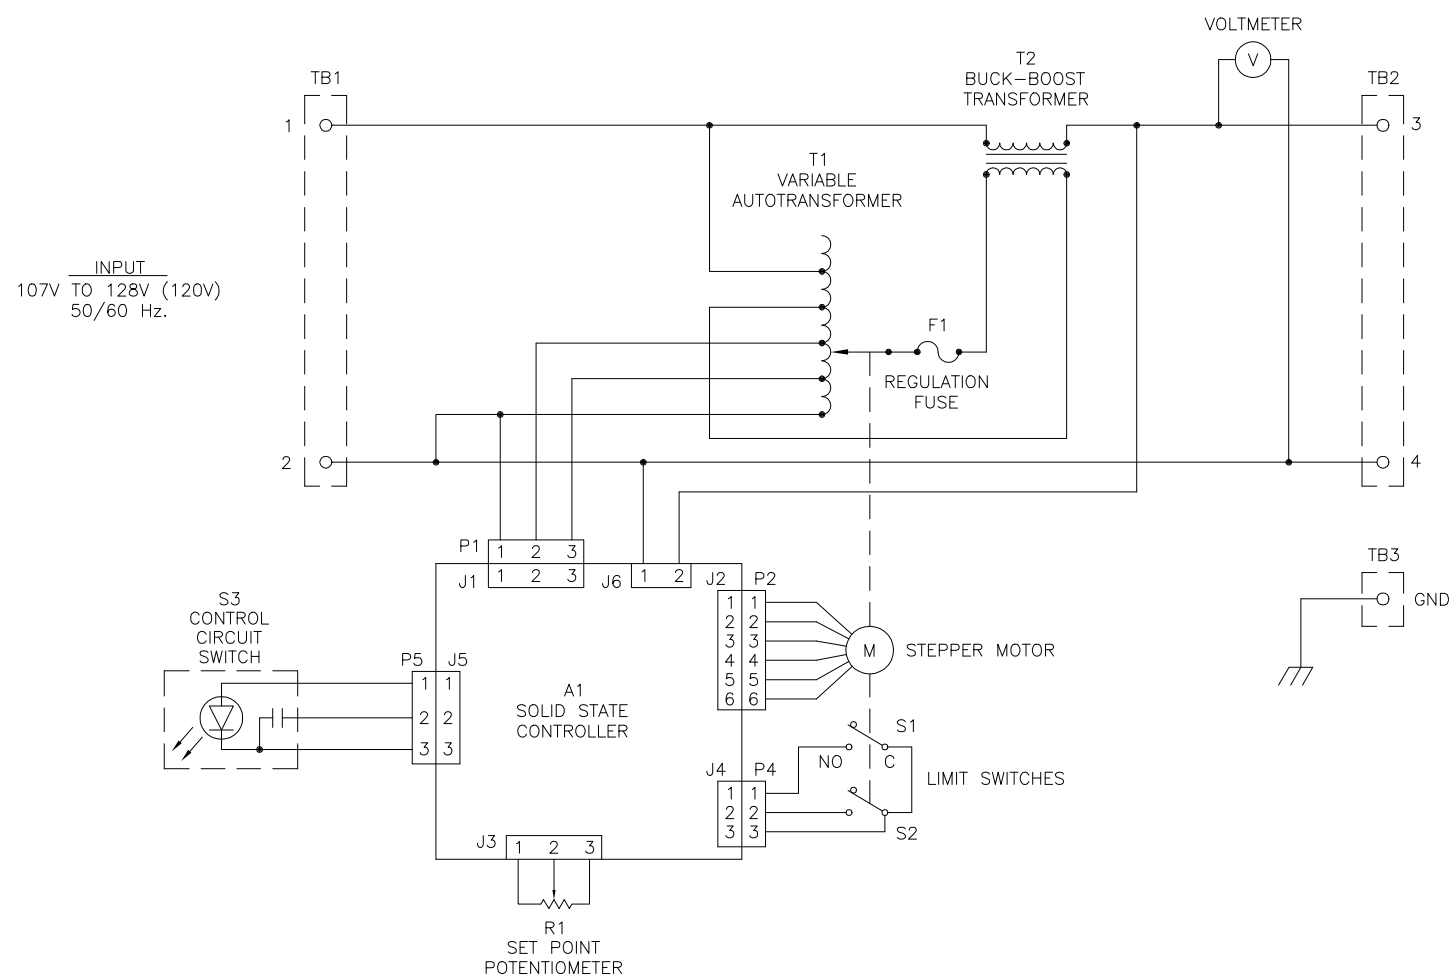 VOLTMETER
V
T2
BUCK-BOOST
TRANSFORMER
TB1
TB2
1
3
T1
VARIABLE
AUTOTRANSFORMER
INPUT
107V TO 128V (120V)
50/60 Hz.
F1
REGULATION
FUSE
2
4
P1
1 2 3
J1
1 2 3
J6
1 2
J2 P2
1 1
2 2
3 3
4 4
5 5
6 6
M
STEPPER MOTOR
TB3
GND
S3
CONTROL
CIRCUIT
SWITCH
P5 J5
1 1
2 2
3 3
A1
SOLID STATE
CONTROLLER
S1
NO C
LIMIT SWITCHES
S2
J4 P4
1 1
2 2
3 3
J3
1 2 3
R1
SET POINT
POTENTIOMETER